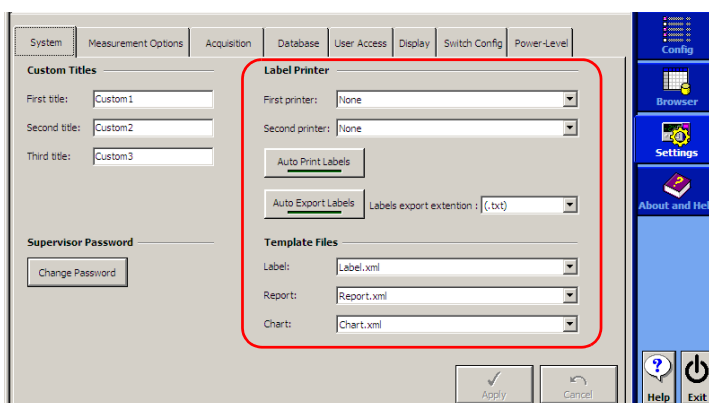 System Measurement Options Acquisition Database User Access Display Switch Config Power-Level
Custom Titles
First title: Custom1
Second title: Custom2
Third title: Custom3
Supervisor Password
Change Password
Label Printer
First printer: None
Second printer: None
Auto Print Labels
Auto Export Labels Labels export extention : (.txt)
Template Files
Label: Label.xml
Report: Report.xml
Chart: Chart.xml
Apply Cancel
Config
Browser
Settings
About and Hel
Help Exit